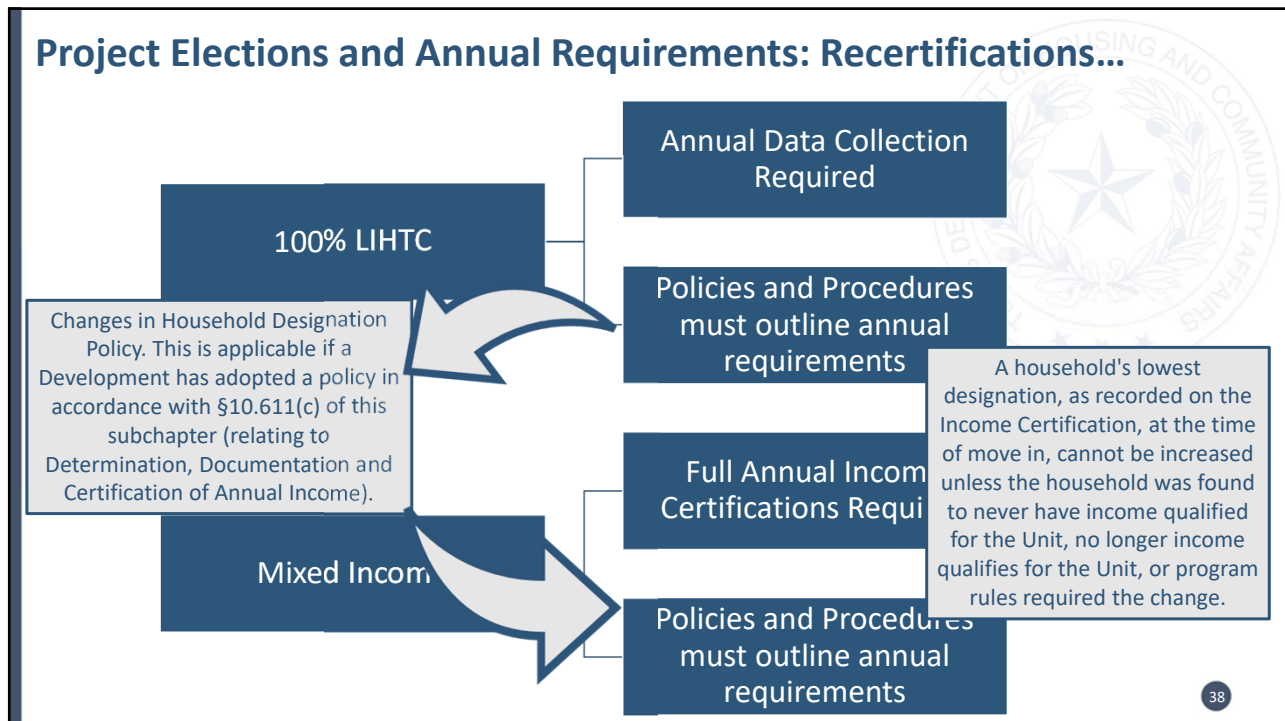 Project Elections and Annual Requirements: Recertifications…
100% LIHTC
Annual Data Collection
Required
Policies and Procedures
must outline annual
requirements
Changes in Household Designation
Policy. This is applicable if a
Development has adopted a policy in
accordance with §10.611(c) of this
subchapter (relating to
Determination, Documentation and
Certification of Annual Income).
A household's lowest
designation, as recorded on the
Income Certification, at the time
of move in, cannot be increased
unless the household was found
to never have income qualified
for the Unit, no longer income
qualifies for the Unit, or program
rules required the change.
Mixed Incom
Full Annual Incom
Certifications Requi
Policies and Procedures
must outline annual
requirements
38
USING AND COMMUNITY AFFAIRS